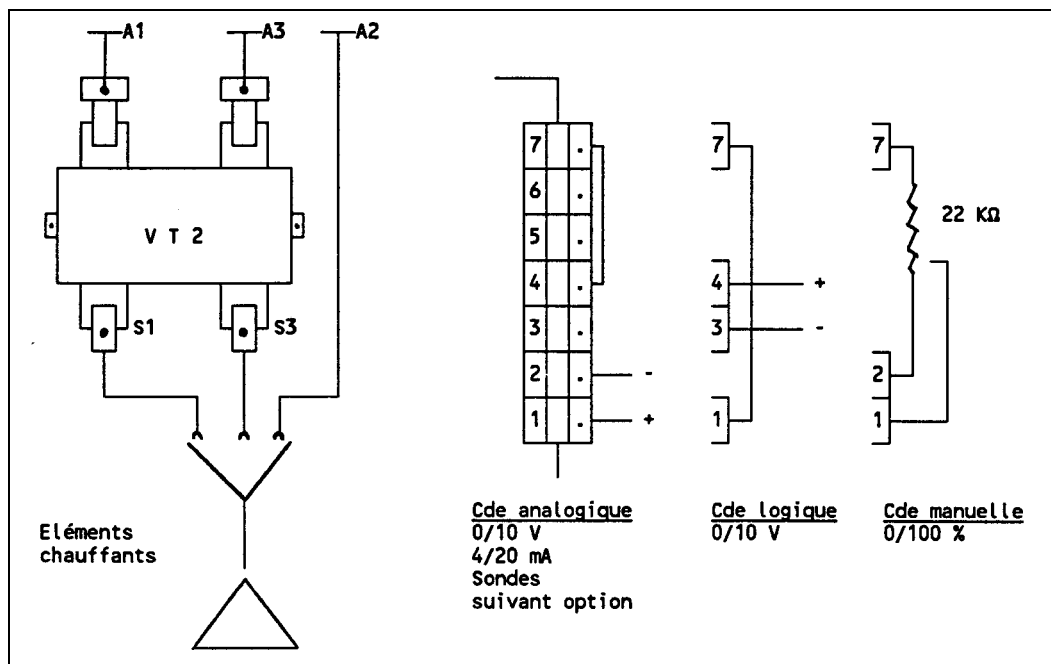 A1 A3 A2
V T 2
S1 S3
Eléments
chauffants
7
6
5
4
3
2 -
1 +
Cde analogique
0/10 V
4/20 mA
Sondes
suivant option
7
4 +
3 -
1
Cde logique
0/10 V
7
22 KΩ
2
1
Cde manuelle
0/100 %